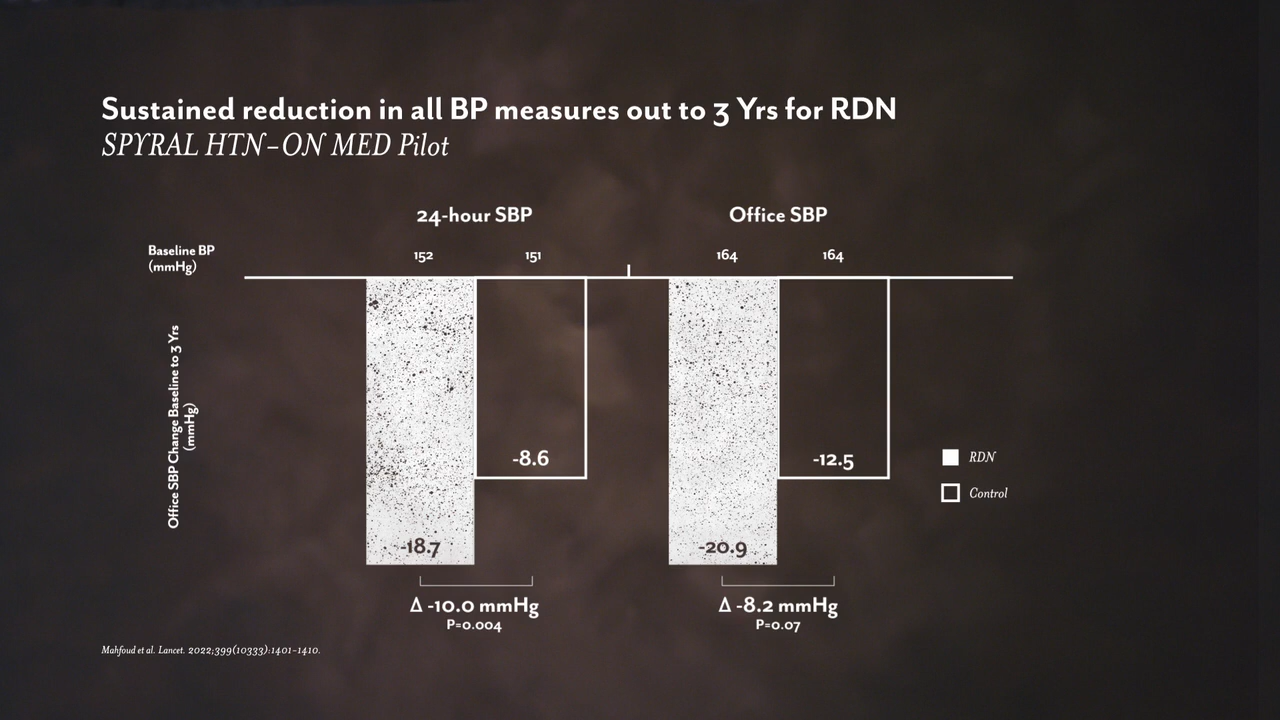 Sustained reduction in all BP measures out to 3 Yrs for RDN
SPYRAL HTN–ON MED Pilot
24-hour SBP
Office SBP
Baseline BP
(mmHg)
152
151
164
164
Office SBP Change Baseline to 3 Yrs
(mmHg)
-8.6
-12.5
RDN
Control
-18.7
-20.9
Δ -10.0 mmHg
P=0.004
Δ -8.2 mmHg
P=0.07
Mahfoud et al. Lancet. 2022;399(10333):1401–1410.